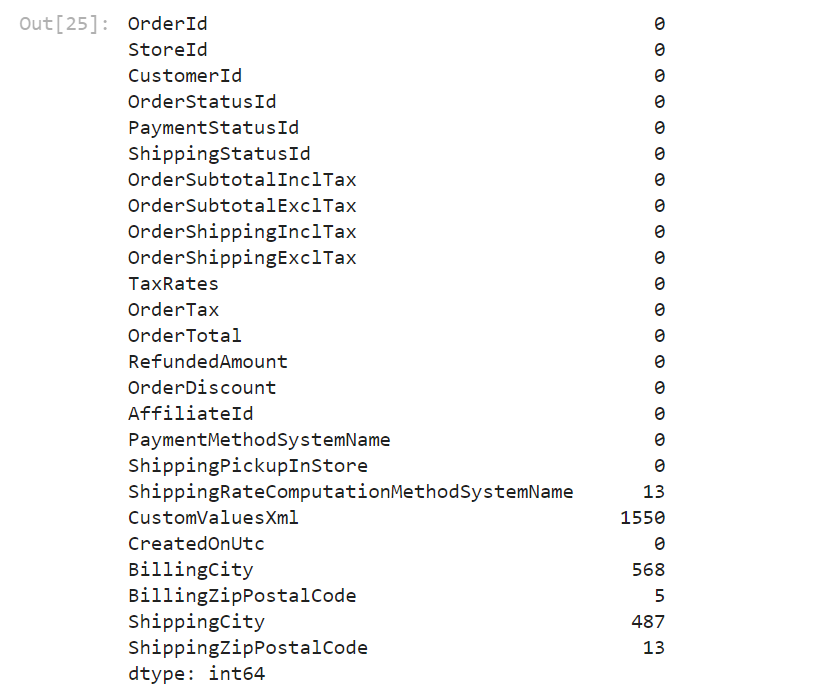 Out[25]: OrderId 0
StoreId 0
CustomerId 0
OrderStatusId 0
PaymentStatusId 0
ShippingStatusId 0
OrderSubtotalInclTax 0
OrderSubtotalExclTax 0
OrderShippingInclTax 0
OrderShippingExclTax 0
TaxRates 0
OrderTax 0
OrderTotal 0
RefundedAmount 0
OrderDiscount 0
AffiliateId 0
PaymentMethodSystemName 0
ShippingPickupInStore 0
ShippingRateComputationMethodSystemName 13
CustomValuesXml 1550
CreatedOnUtc 0
BillingCity 568
BillingZipPostalCode 5
ShippingCity 487
ShippingZipPostalCode 13
dtype: int64